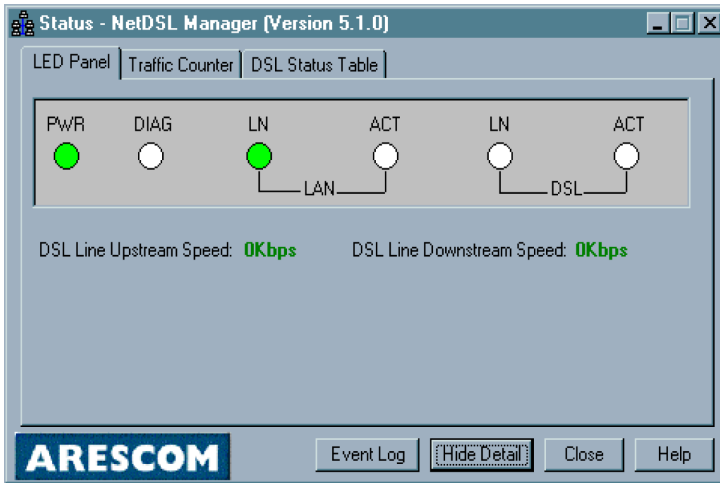 Status - NetDSL Manager (Version 5.1.0)
LED Panel Traffic Counter DSL Status Table
PWR DIAG LN ACT LN ACT
LAN DSL
DSL Line Upstream Speed: 0Kbps DSL Line Downstream Speed: 0Kbps
ARESCOM Event Log Hide Detail Close Help